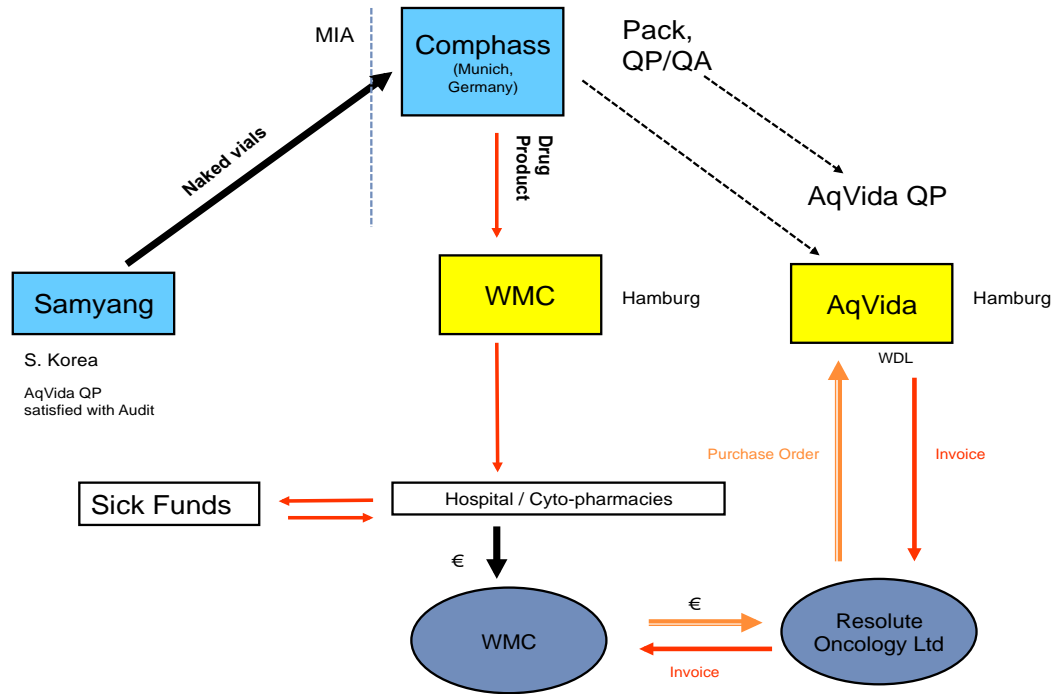 MIA
Comphass
(Munich,
Germany)
Pack,
QP/QA
Naked vials
Drug
Product
AqVida QP
Samyang
WMC
Hamburg
AqVida
Hamburg
S. Korea
WDL
AqVida QP
satisfied with Audit
Purchase Order
Invoice
Sick Funds
Hospital / Cyto-pharmacies
€
€
WMC
Resolute
Oncology Ltd
Invoice